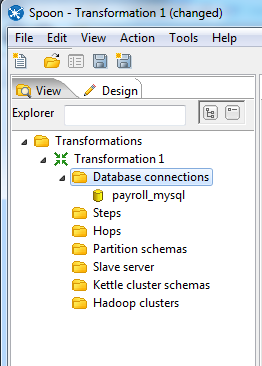 Spoon - Transformation 1 (changed)
File Edit View Action Tools Help
View Design
Explorer
Transformations
Transformation 1
Database connections
payroll_mysql
Steps
Hops
Partition schemas
Slave server
Kettle cluster schemas
Hadoop clusters